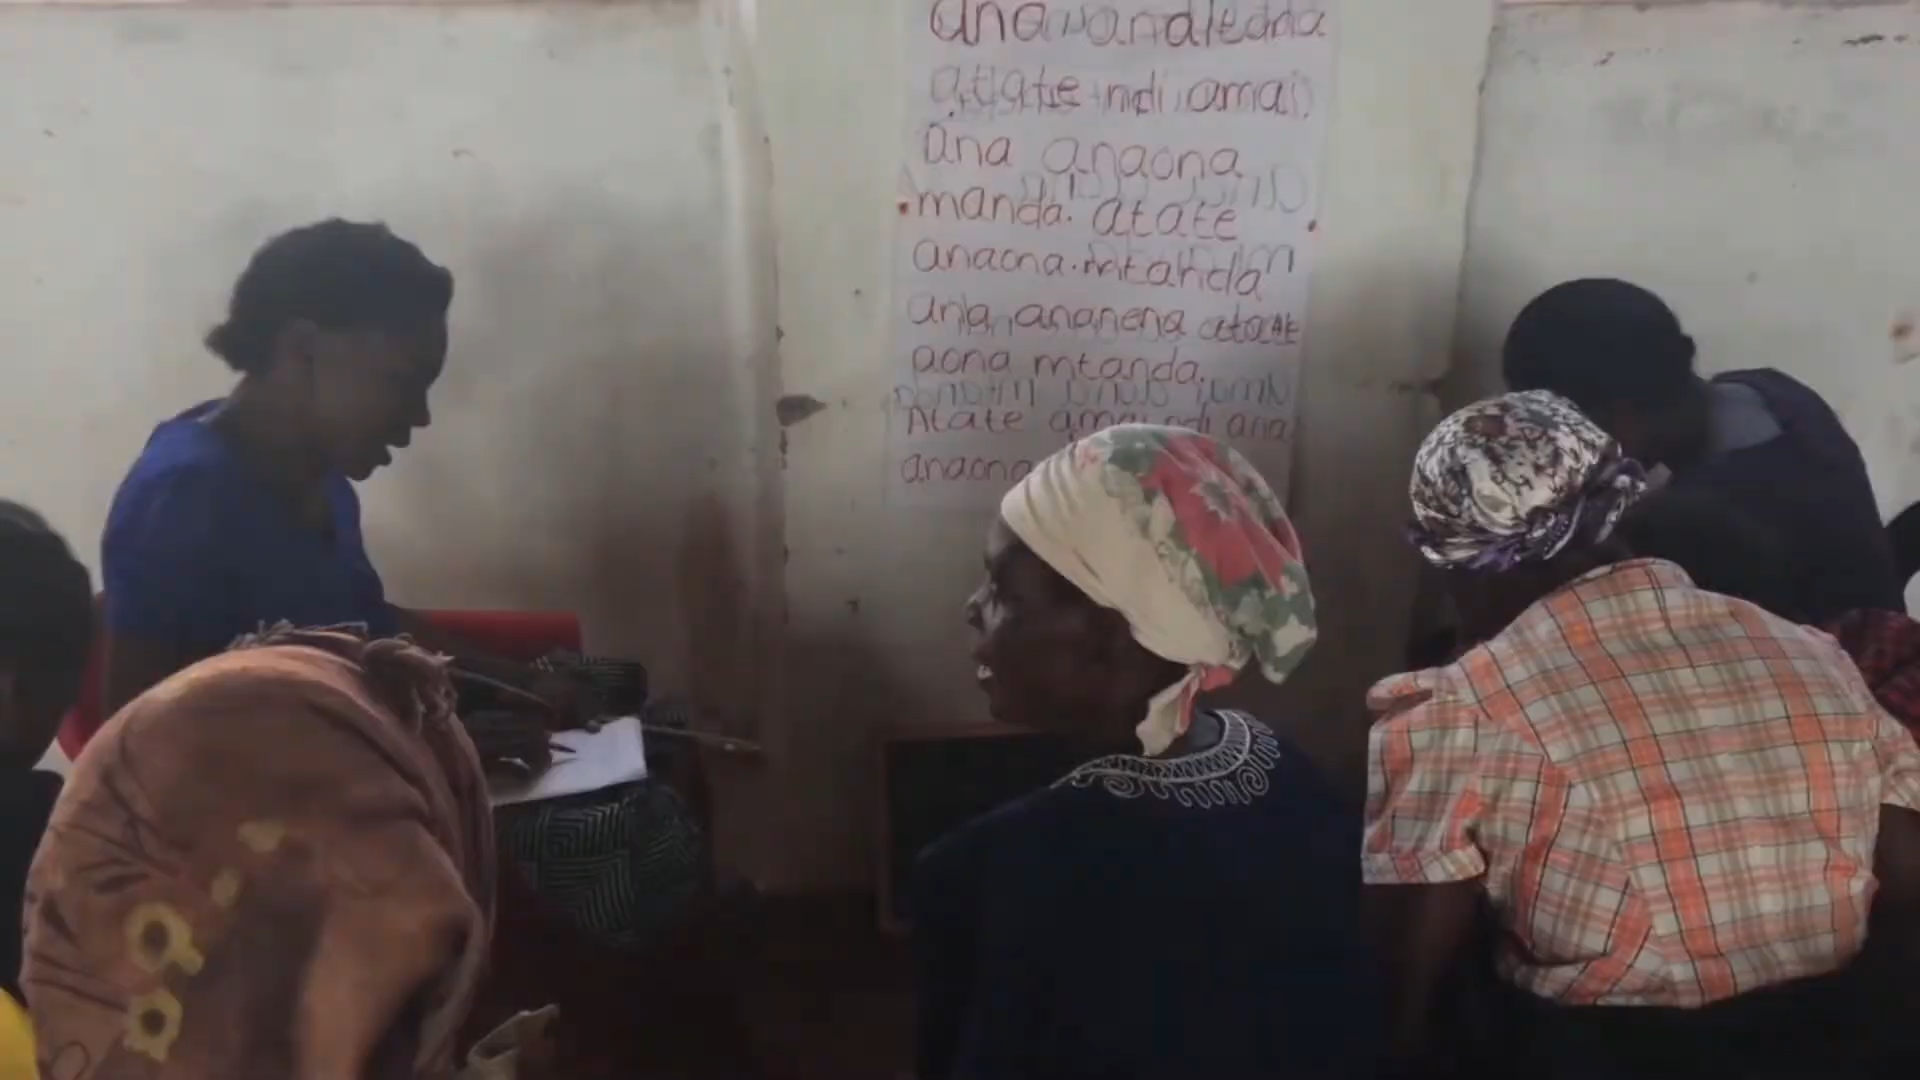 atate ndi amai
ana anaona
manda. atate
anaona mtanda
ana ananena atate
aona mtanda.
Atate amai ndi ana
anaona